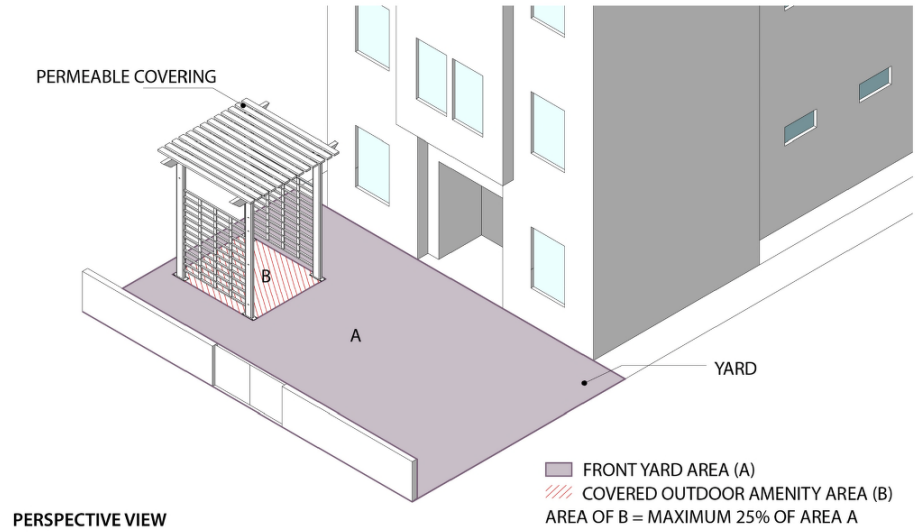 PERMEABLE COVERING
B
A
YARD
FRONT YARD AREA (A)
COVERED OUTDOOR AMENITY AREA (B)
AREA OF B = MAXIMUM 25% OF AREA A
PERSPECTIVE VIEW